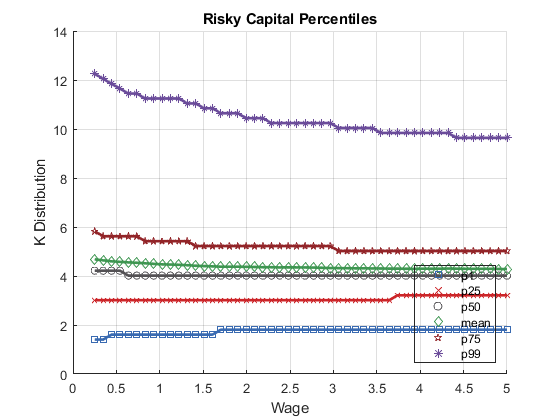 Risky Capital Percentiles
14
12
10
8
6
4
2
0
K Distribution
p1
p25
p50
mean
p75
p99
0 0.5 1 1.5 2 2.5 3 3.5 4 4.5 5
Wage